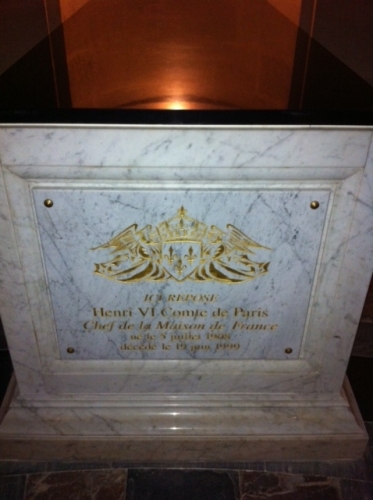 ICI REPOSE
Henri VI Comte de Paris
Chef de la Maison de France
né le 5 juillet 1908
décédé le 19 juin 1999